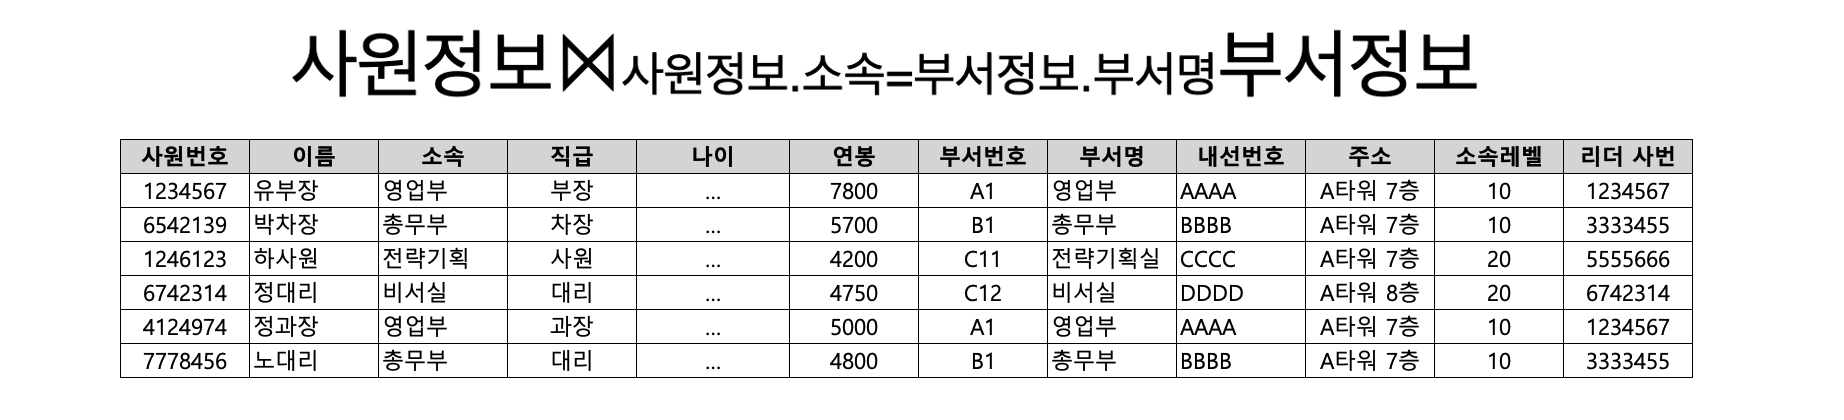 사원정보⋈사원정보.소속=부서정보.부서명부서정보
사원번호 이름 소속 직급 나이 연봉 부서번호 부서명 내선번호 주소 소속레벨 리더 사번
1234567 유부장 영업부 부장 ... 7800 A1 영업부 AAAA A타워 7층 10 1234567
6542139 박차장 총무부 차장 ... 5700 B1 총무부 BBBB A타워 7층 10 3333455
1246123 하사원 전략기획 사원 ... 4200 C11 전략기획실 CCCC A타워 7층 20 5555666
6742314 정대리 비서실 대리 ... 4750 C12 비서실 DDDD A타워 8층 20 6742314
4124974 정과장 영업부 과장 ... 5000 A1 영업부 AAAA A타워 7층 10 1234567
7778456 노대리 총무부 대리 ... 4800 B1 총무부 BBBB A타워 7층 10 3333455